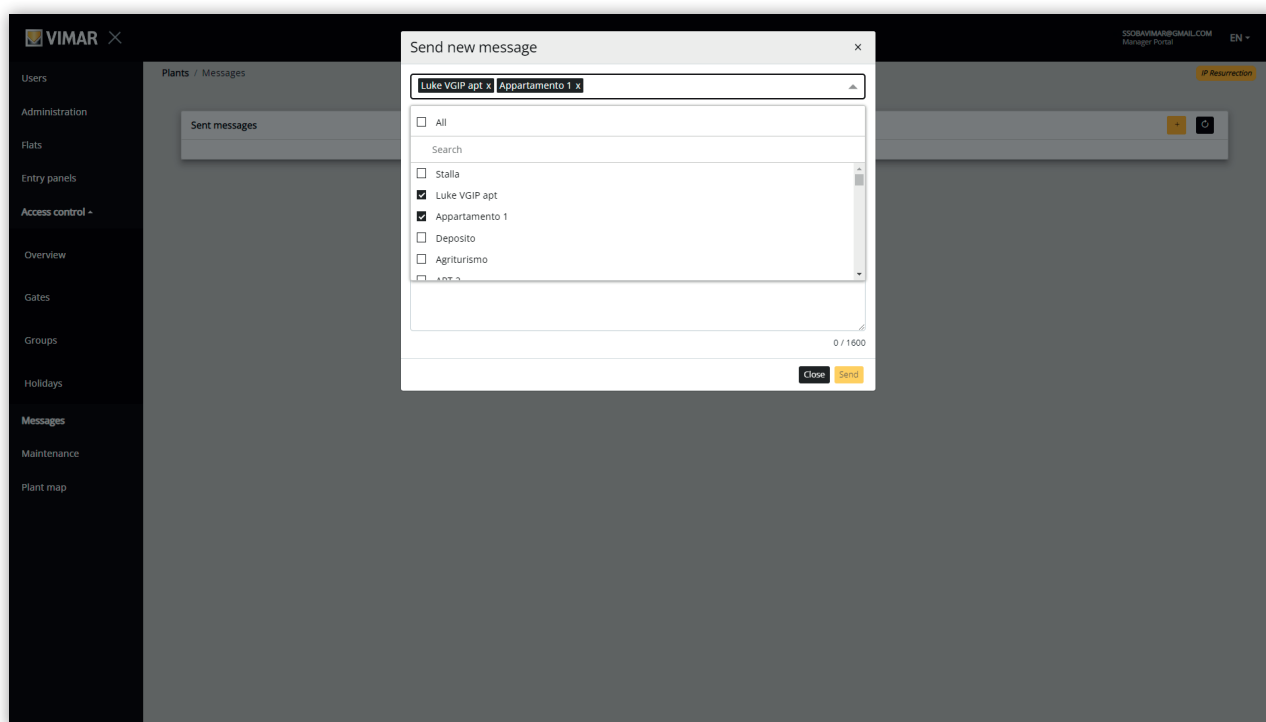 VIMAR
SSOBAVIMAR@GMAIL.COM
Manager Portal
EN
Users
Administration
Flats
Entry panels
Access control
Overview
Gates
Groups
Holidays
Messages
Maintenance
Plant map
Plants / Messages
IP Resurrection
Sent messages
+
Send new message
×
Luke VGIP apt x Appartamento 1 x
All
Search
Stalla
Luke VGIP apt
Appartamento 1
Deposito
Agriturismo
0 / 1600
Close Send